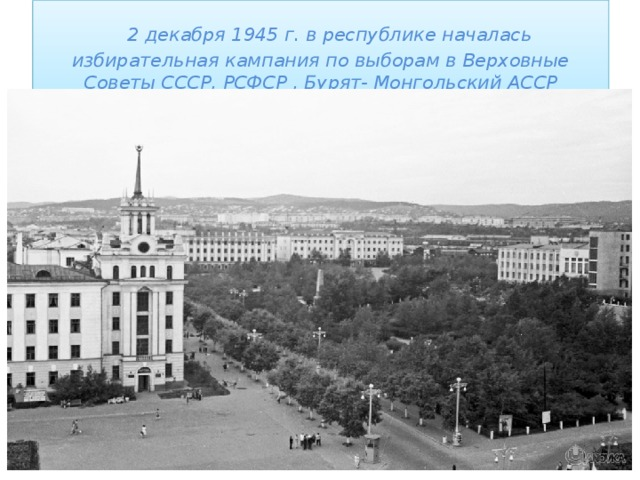 2 декабря 1945 г. в республике началась
избирательная кампания по выборам в Верховные
Советы СССР, РСФСР , Бурят- Монгольский АССР